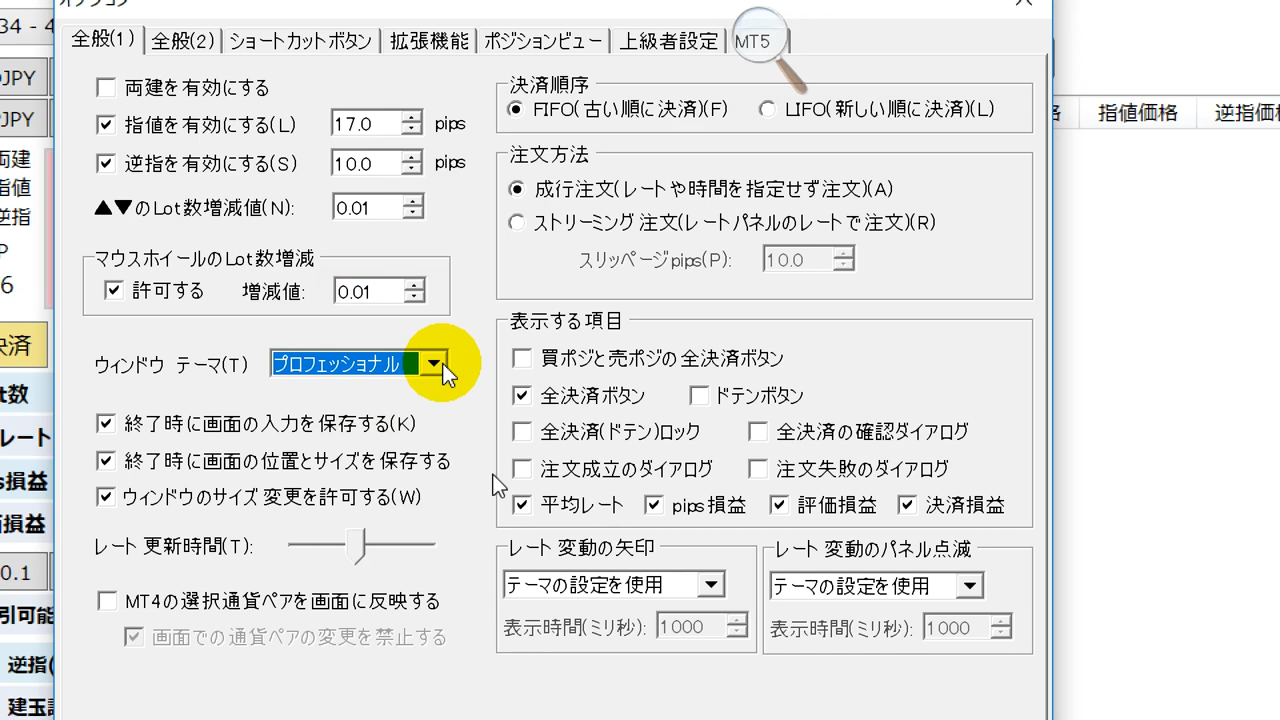 オプション
34 - 4
全般(1)
全般(2)
ショートカットボタン
拡張機能
ポジションビュー
上級者設定
MT5
JPY
JPY
両建
指値
逆指
P
6
決済
t数
レート
s損益
損益
0.1
引可能
逆指(
建玉
両建を有効にする
指値を有効にする(L) 17.0 pips
逆指を有効にする(S) 10.0 pips
▲▼のLot数増減値(N): 0.01
マウスホイールのLot数増減
許可する 増減値: 0.01
ウィンドウ テーマ(T) プロフェッショナル
終了時に画面の入力を保存する(K)
終了時に画面の位置とサイズを保存する
ウィンドウのサイズ変更を許可する(W)
レート更新時間(T):
MT4の選択通貨ペアを画面に反映する
画面での通貨ペアの変更を禁止する
決済順序
FIFO(古い順に決済)(F) LIFO(新しい順に決済)(L)
注文方法
成行注文(レートや時間を指定せず注文)(A)
ストリーミング注文(レートパネルのレートで注文)(R)
スリッページpips(P): 10.0
表示する項目
買ポジと売ポジの全決済ボタン
全決済ボタン ドテンボタン
全決済(ドテン)ロック 全決済の確認ダイアログ
注文成立のダイアログ 注文失敗のダイアログ
平均レート pips損益 評価損益 決済損益
レート変動の矢印
テーマの設定を使用
表示時間(ミリ秒): 1000
レート変動のパネル点滅
テーマの設定を使用
表示時間(ミリ秒): 1000
格 指値価格 逆指価格